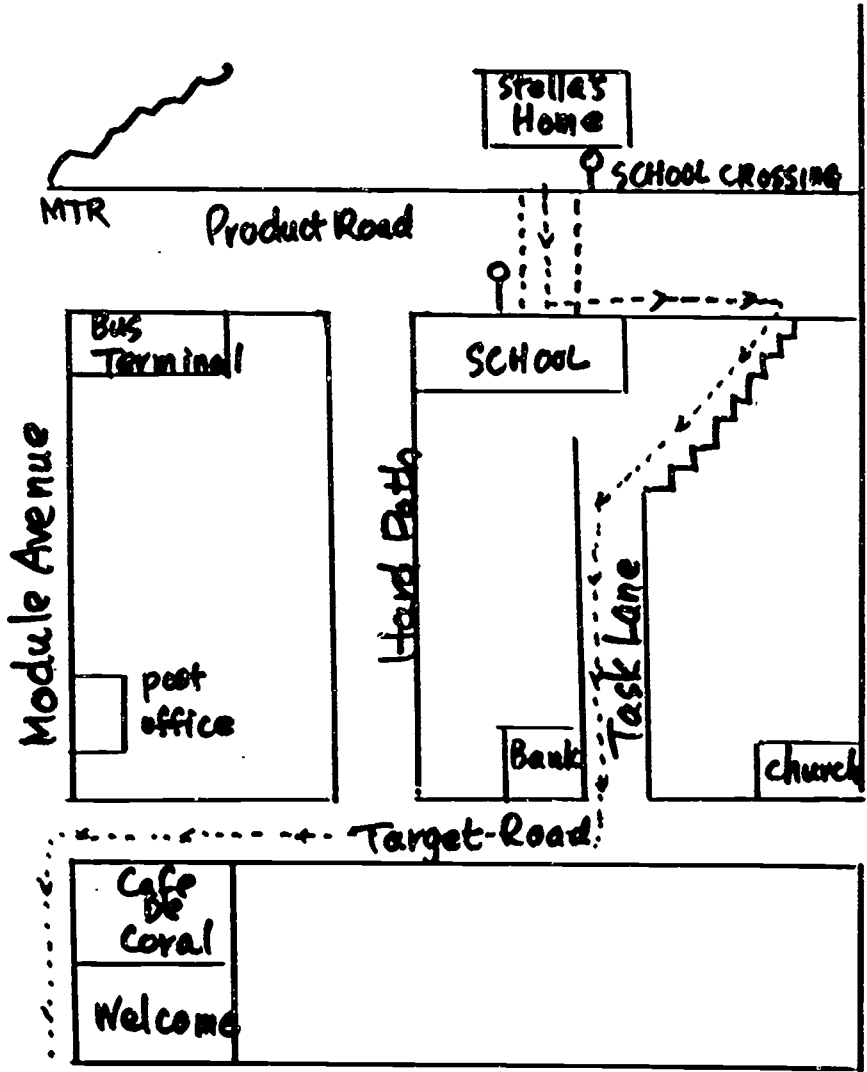 Stella's
Home
SCHOOL CROSSING
MTR
Product Road
Bus
Terminal
SCHOOL
Module Avenue
Hard Path
Task Lane
post
office
Bank
church
Target Road
Cafe
De
Coral
Welcome